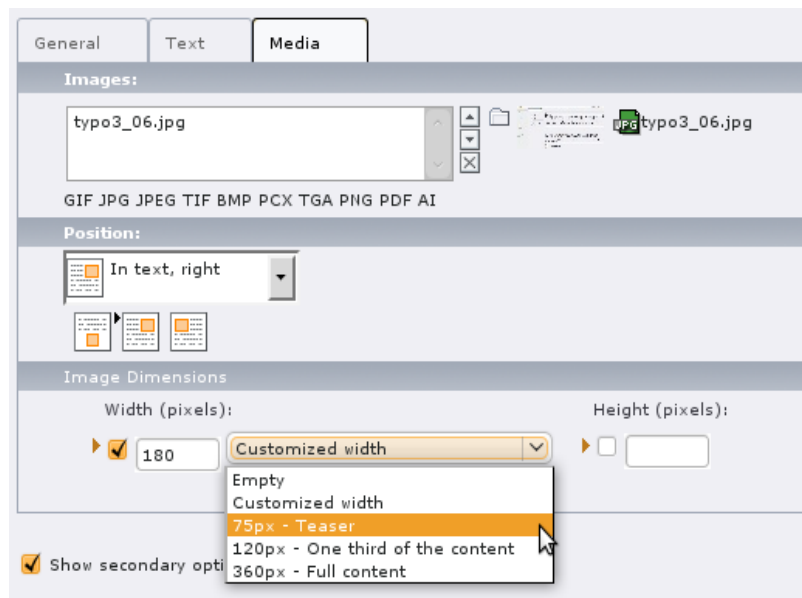 General Text Media
Images:
typo3_06.jpg
JPG typo3_06.jpg
GIF JPG JPEG TIF BMP PCX TGA PNG PDF AI
Position:
In text, right
Image Dimensions
Width (pixels): Height (pixels):
180 Customized width
Empty
Customized width
75px - Teaser
120px - One third of the content
Show secondary opti
360px - Full content